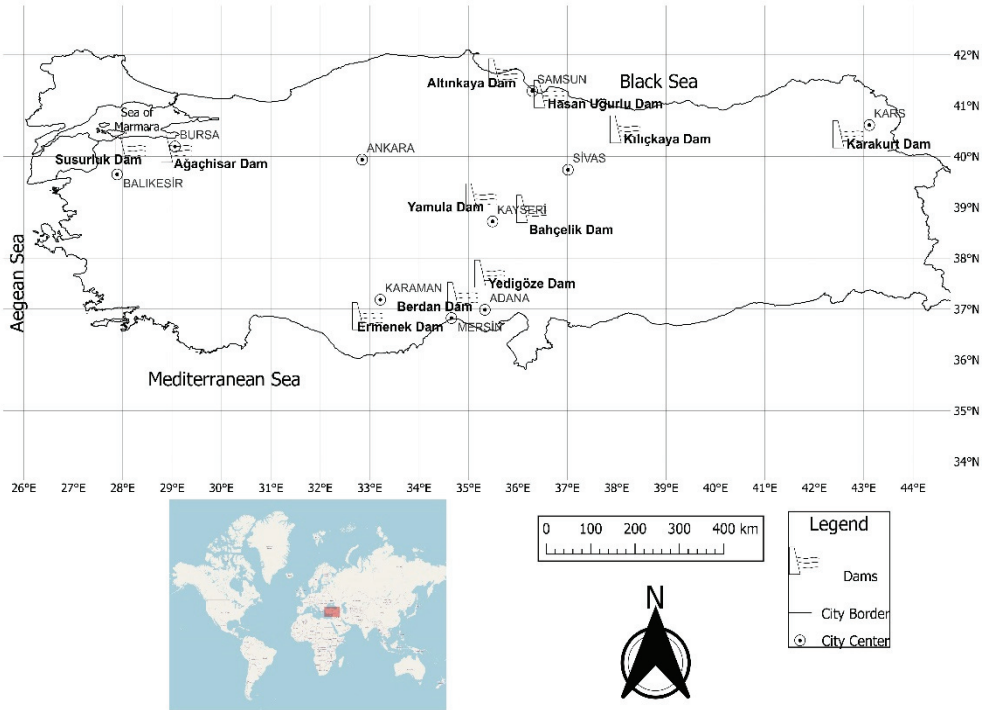 42°N
Black Sea
SAMSUN
Altınkaya Dam
Hasan Uğurlu Dam
41°N
KARS
Sea of
Marmara
BURSA
Kılıçkaya Dam
Karakurt Dam
ANKARA
SİVAS
Susurluk Dam
Ağaçhisar Dam
40°N
BALIKESİR
Yamula Dam
KAYSERİ
39°N
Bahçelik Dam
Aegean Sea
38°N
KARAMAN
Yedigöze Dam
ADANA
Berdan Dam
37°N
Ermenek Dam
MERSİN
36°N
Mediterranean Sea
35°N
34°N
26°E 27°E 28°E 29°E 30°E 31°E 32°E 33°E 34°E 35°E 36°E 37°E 38°E 39°E 40°E 41°E 42°E 43°E 44°E
0 100 200 300 400 km
Legend
Dams
City Border
City Center
N